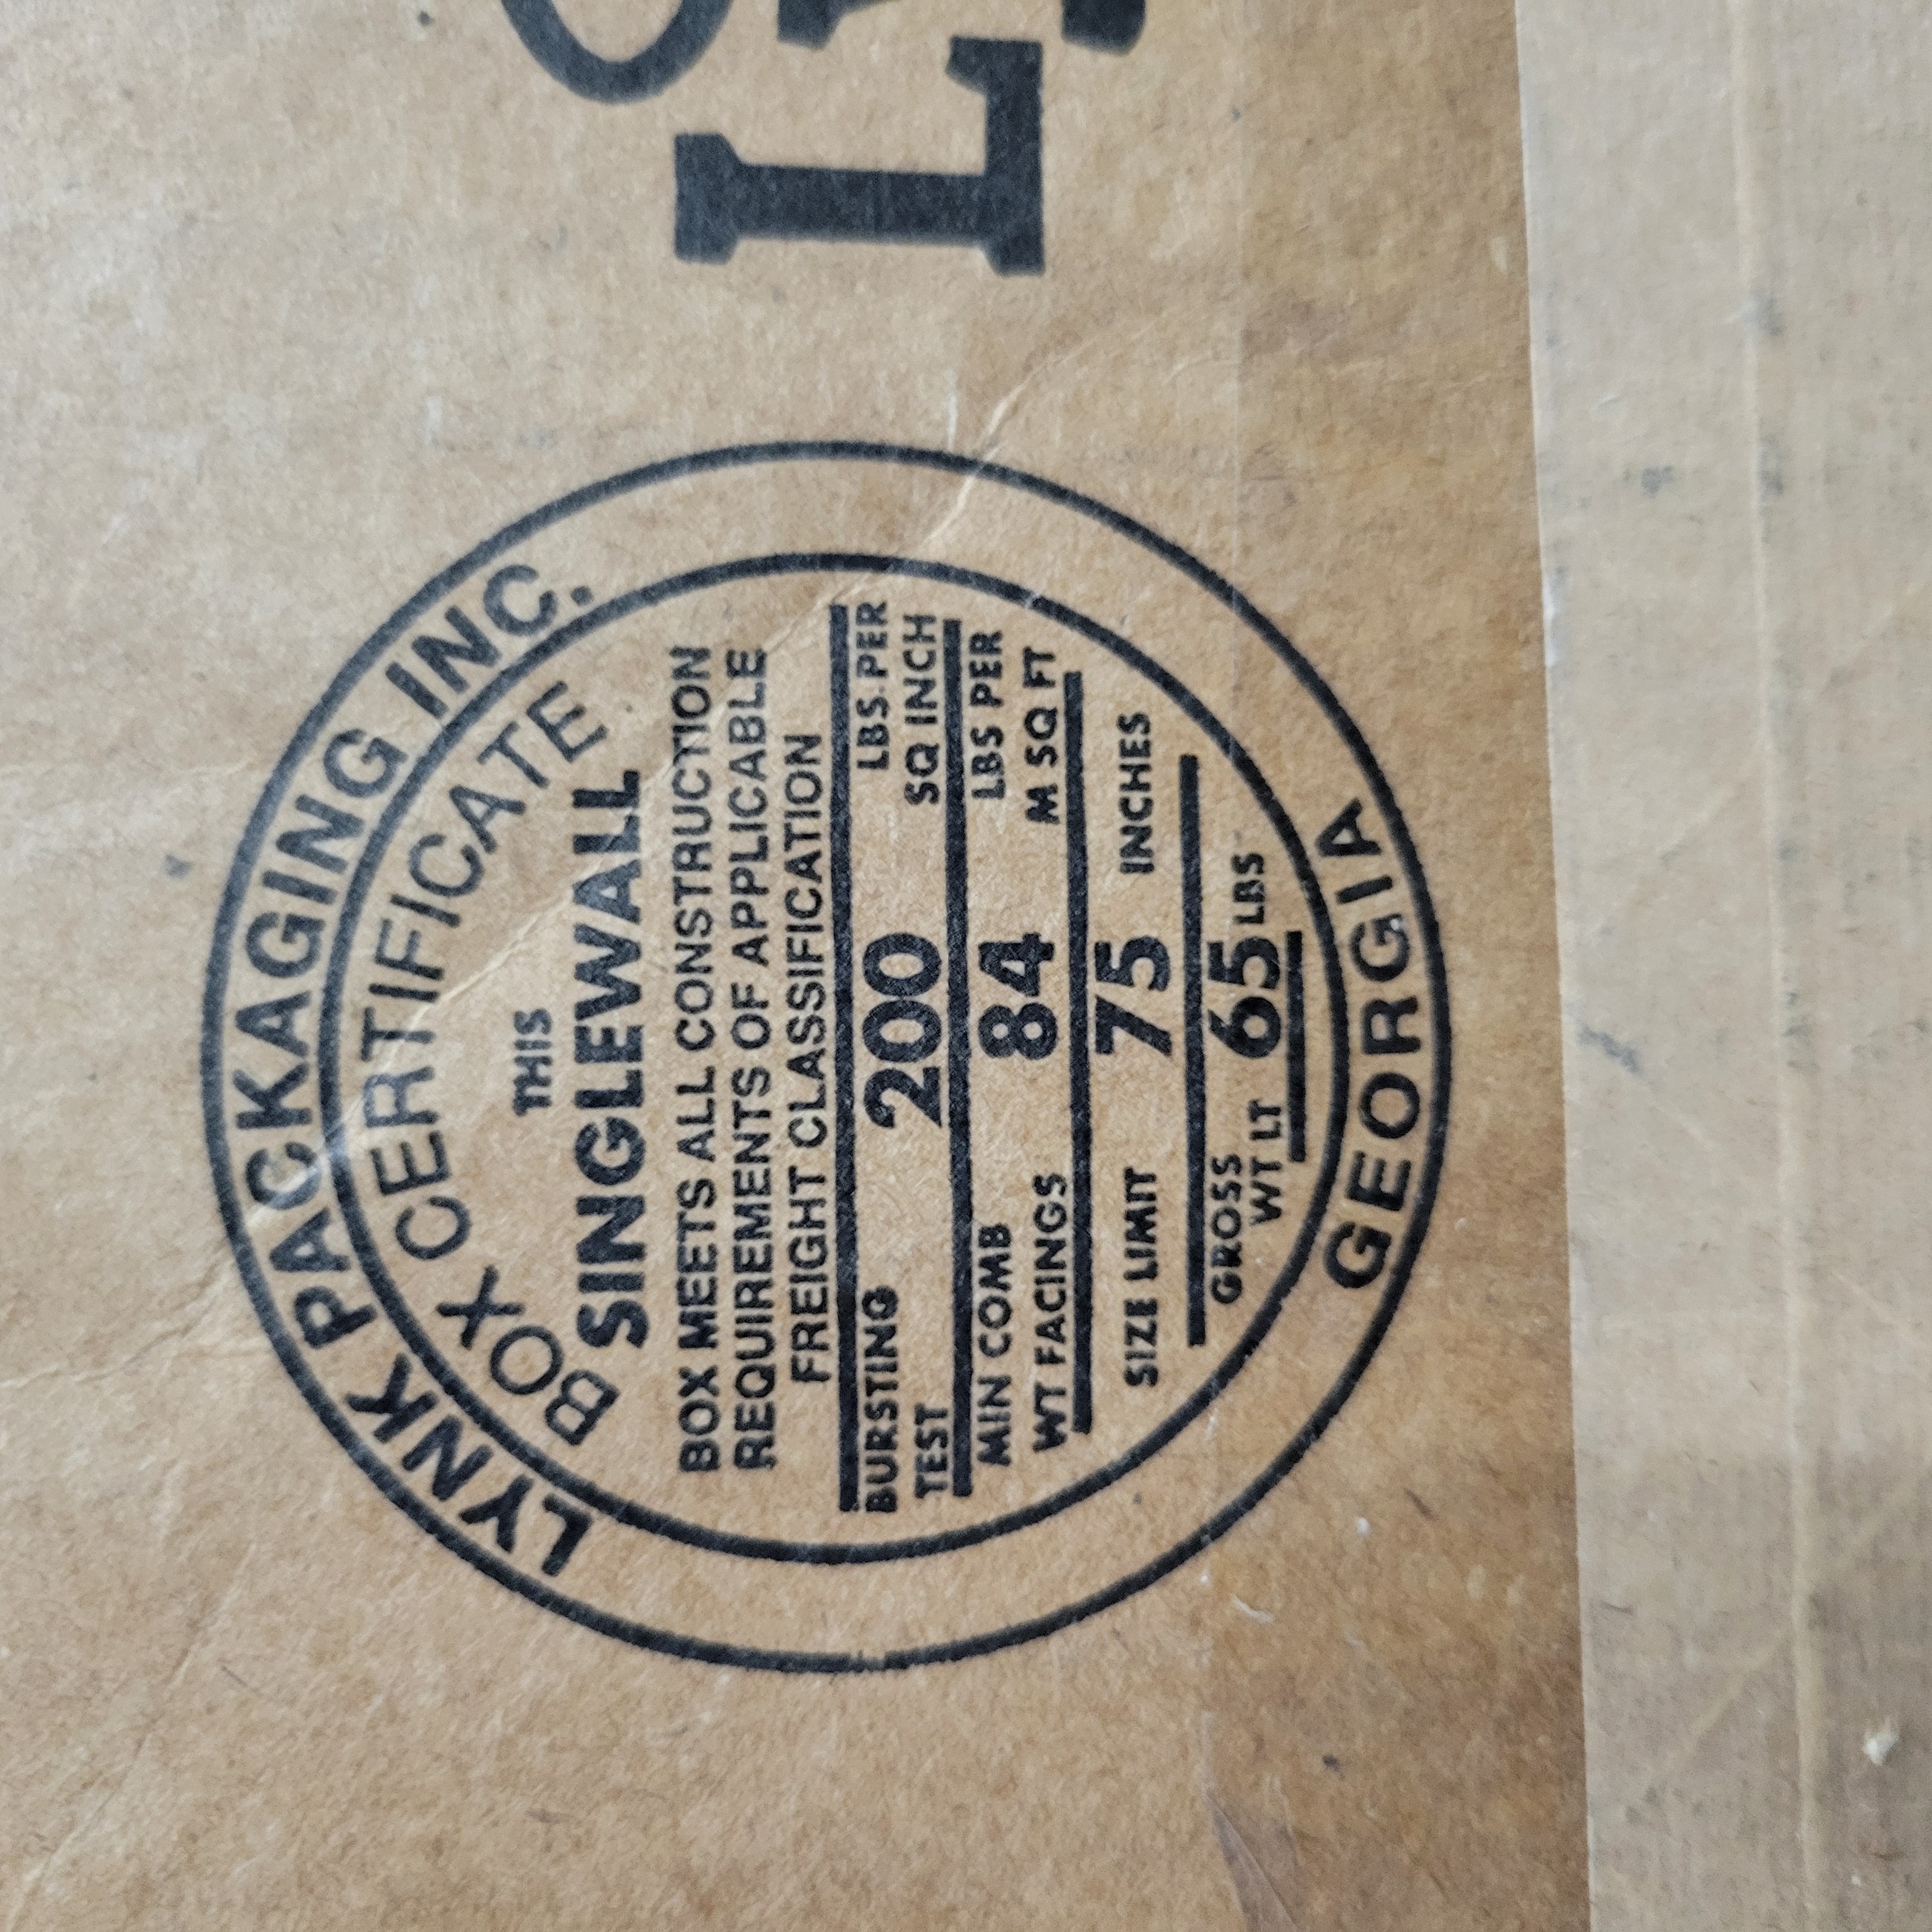 LYNK PACKAGING INC.
BOX CERTIFICATE
THIS
SINGLEWALL
BOX MEETS ALL CONSTRUCTION
REQUIREMENTS OF APPLICABLE
FREIGHT CLASSIFICATION
BURSTING TEST 200 LBS PER SQ INCH
MIN COMB WT FACINGS 84 LBS PER M SQ FT
SIZE LIMIT 75 INCHES
GROSS WT LT 65 LBS
GEORGIA